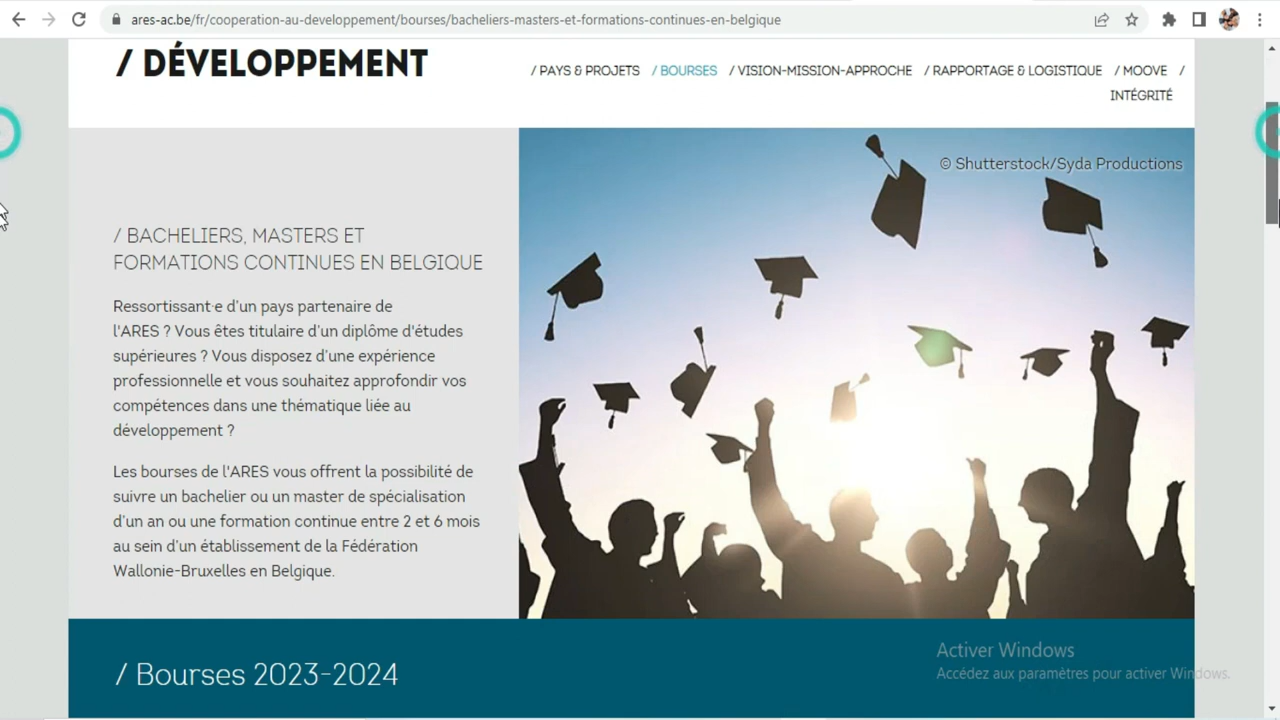 ares-ac.be/fr/cooperation-au-developpement/bourses/bacheliers-masters-et-formations-continues-en-belgique
/ DÉVELOPPEMENT
/ PAYS & PROJETS / BOURSES / VISION-MISSION-APPROCHE / RAPPORTAGE & LOGISTIQUE / MOOVE /
INTÉGRITÉ
© Shutterstock/Syda Productions
/ BACHELIERS, MASTERS ET
FORMATIONS CONTINUES EN BELGIQUE
Ressortissant·e d'un pays partenaire de
l'ARES ? Vous êtes titulaire d'un diplôme d'études
supérieures ? Vous disposez d'une expérience
professionnelle et vous souhaitez approfondir vos
compétences dans une thématique liée au
développement ?
Les bourses de l'ARES vous offrent la possibilité de
suivre un bachelier ou un master de spécialisation
d'un an ou une formation continue entre 2 et 6 mois
au sein d'un établissement de la Fédération
Wallonie-Bruxelles en Belgique.
/ Bourses 2023-2024
Activer Windows
Accédez aux paramètres pour activer Windows.